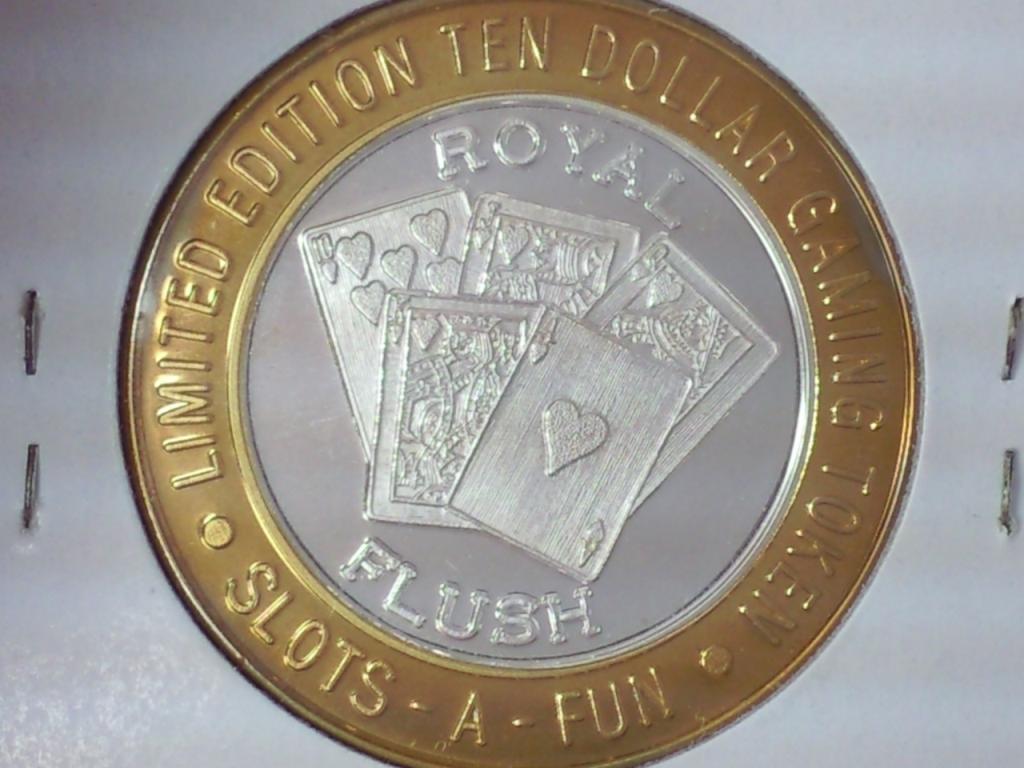 LIMITED EDITION TEN DOLLAR GAMING TOKEN
ROYAL
FLUSH
• SLOTS - A - FUN •